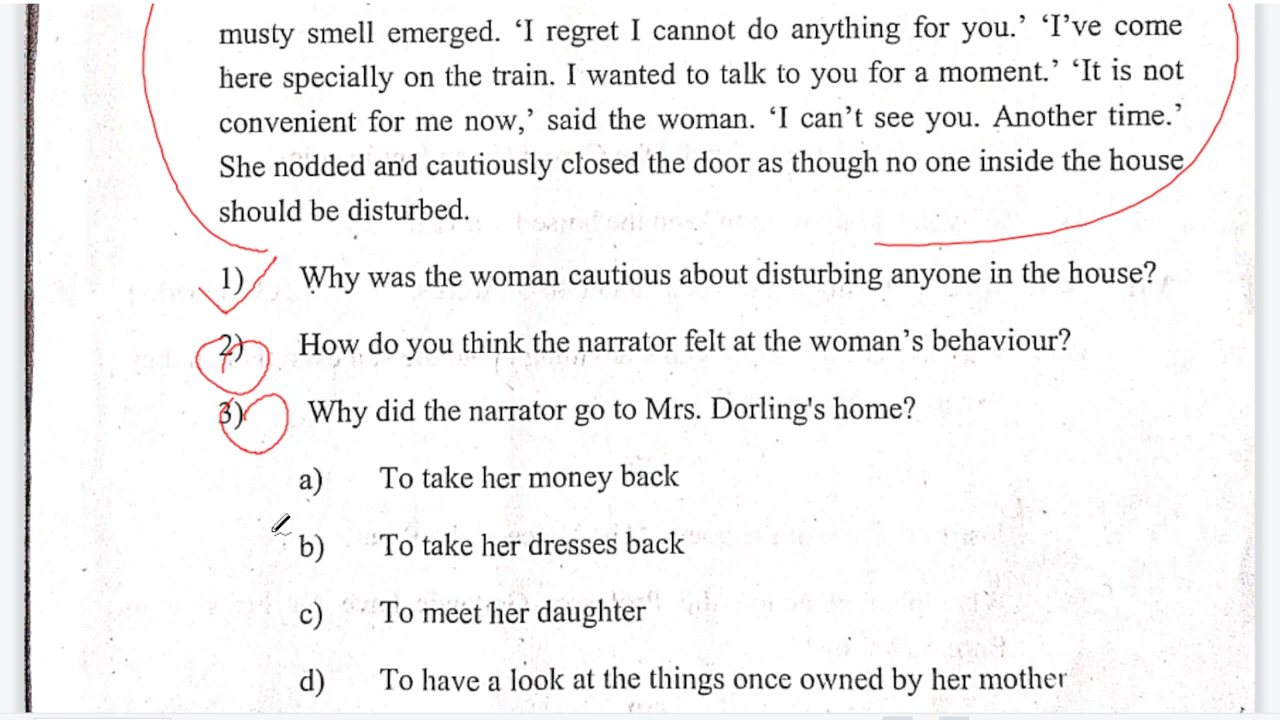 musty smell emerged. ‘I regret I cannot do anything for you.’ ‘I’ve come
here specially on the train. I wanted to talk to you for a moment.’ ‘It is not
convenient for me now,’ said the woman. ‘I can’t see you. Another time.’
She nodded and cautiously closed the door as though no one inside the house
should be disturbed.
1) Why was the woman cautious about disturbing anyone in the house?
2) How do you think the narrator felt at the woman’s behaviour?
3) Why did the narrator go to Mrs. Dorling's home?
a) To take her money back
b) To take her dresses back
c) To meet her daughter
d) To have a look at the things once owned by her mother